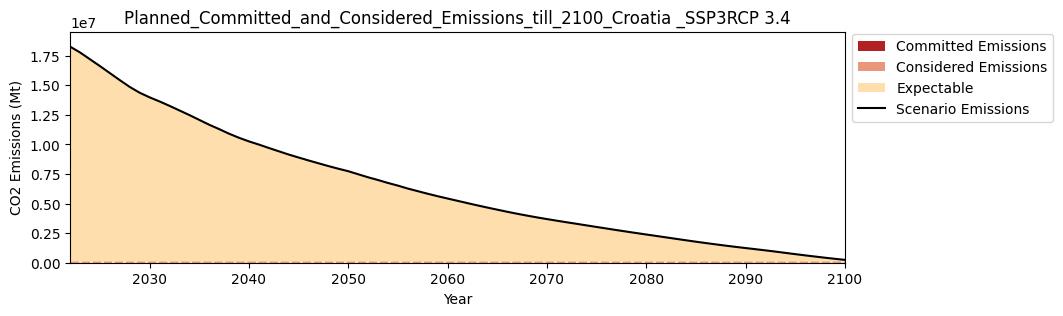 Planned_Committed_and_Considered_Emissions_till_2100_Croatia _SSP3RCP 3.4
1e7
CO2 Emissions (Mt)
1.75
1.50
1.25
1.00
0.75
0.50
0.25
0.00
2030 2040 2050 2060 2070 2080 2090 2100
Year
Committed Emissions
Considered Emissions
Expectable
Scenario Emissions